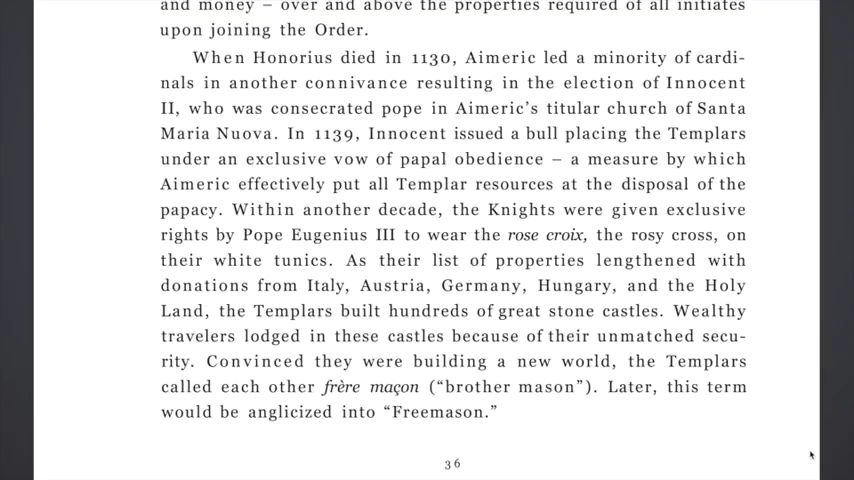 and money – over and above the properties required of all initiates
upon joining the Order.
When Honorius died in 1130, Aimeric led a minority of cardi-
nals in another connivance resulting in the election of Innocent
II, who was consecrated pope in Aimeric’s titular church of Santa
Maria Nuova. In 1139, Innocent issued a bull placing the Templars
under an exclusive vow of papal obedience – a measure by which
Aimeric effectively put all Templar resources at the disposal of the
papacy. Within another decade, the Knights were given exclusive
rights by Pope Eugenius III to wear the rose croix, the rosy cross, on
their white tunics. As their list of properties lengthened with
donations from Italy, Austria, Germany, Hungary, and the Holy
Land, the Templars built hundreds of great stone castles. Wealthy
travelers lodged in these castles because of their unmatched secu-
rity. Convinced they were building a new world, the Templars
called each other frère maçon (“brother mason”). Later, this term
would be anglicized into “Freemason.”
36